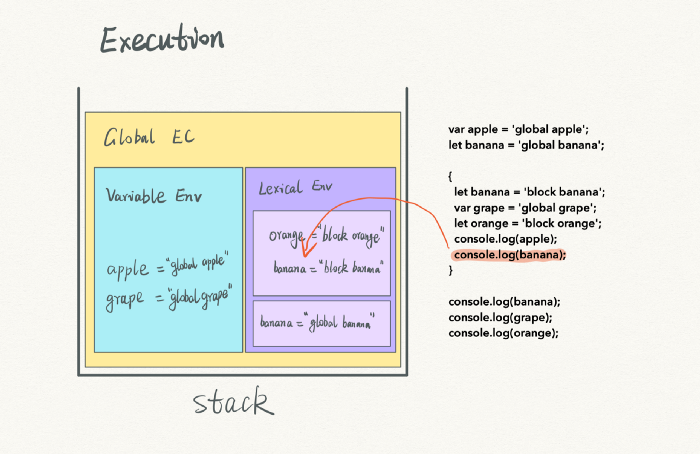 Execution
Global EC
Variable Env
apple = "global apple"
grape = "global grape"
Lexical Env
orange = "block orange"
banana = "block banana"
banana = "global banana"
stack
var apple = 'global apple';
let banana = 'global banana';
{
let banana = 'block banana';
var grape = 'global grape';
let orange = 'block orange';
console.log(apple);
console.log(banana);
}
console.log(banana);
console.log(grape);
console.log(orange);